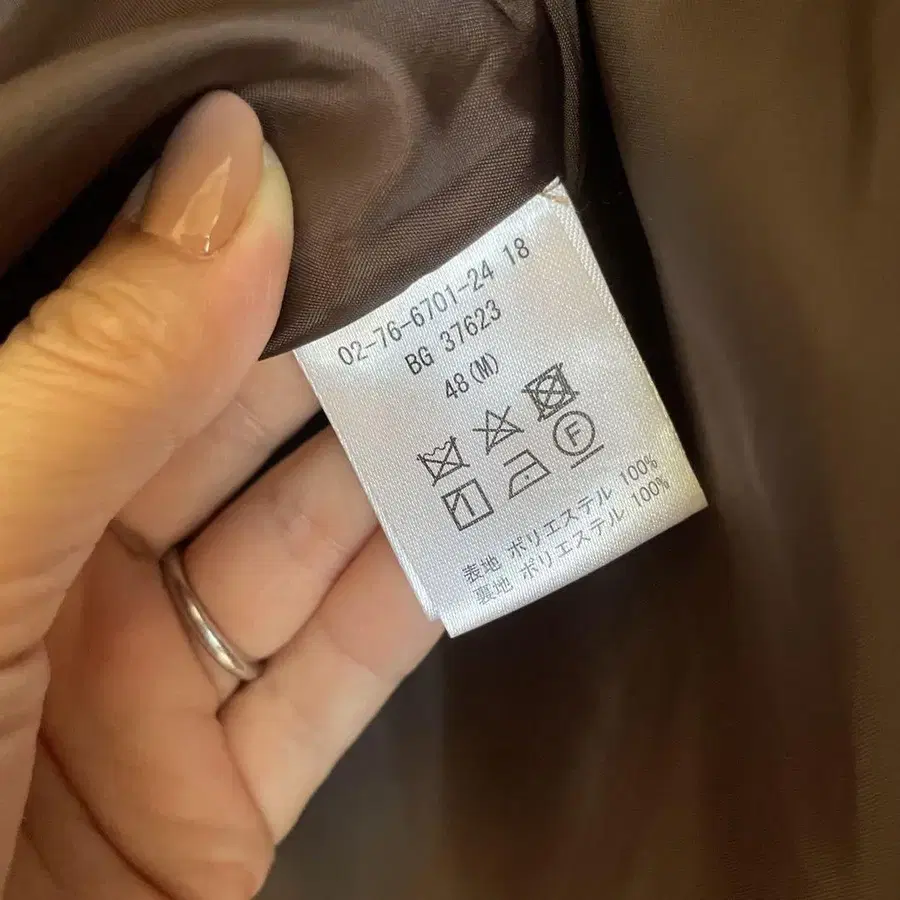 02-76-6701-24 18
BG 37623
48(M)
F
表地 ポリエステル 100%
裏地 ポリエステル 100%